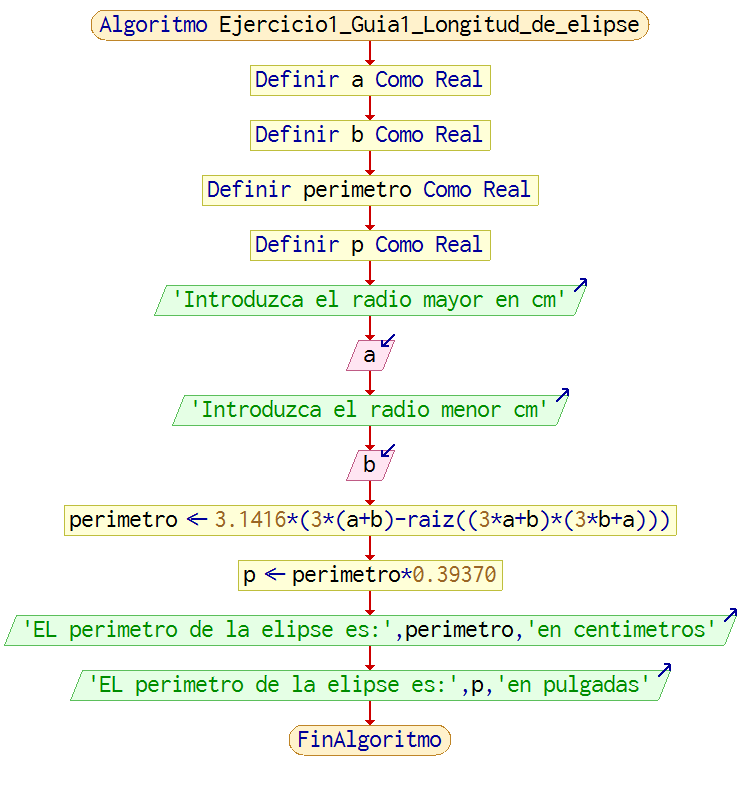 Algoritmo Ejercicio1_Guia1_Longitud_de_elipse
Definir a Como Real
Definir b Como Real
Definir perimetro Como Real
Definir p Como Real
'Introduzca el radio mayor en cm'
a
'Introduzca el radio menor cm'
b
perimetro ← 3.1416*(3*(a+b)-raiz((3*a+b)*(3*b+a)))
p ← perimetro*0.39370
'EL perimetro de la elipse es:',perimetro,'en centimetros'
'EL perimetro de la elipse es:',p,'en pulgadas'
FinAlgoritmo